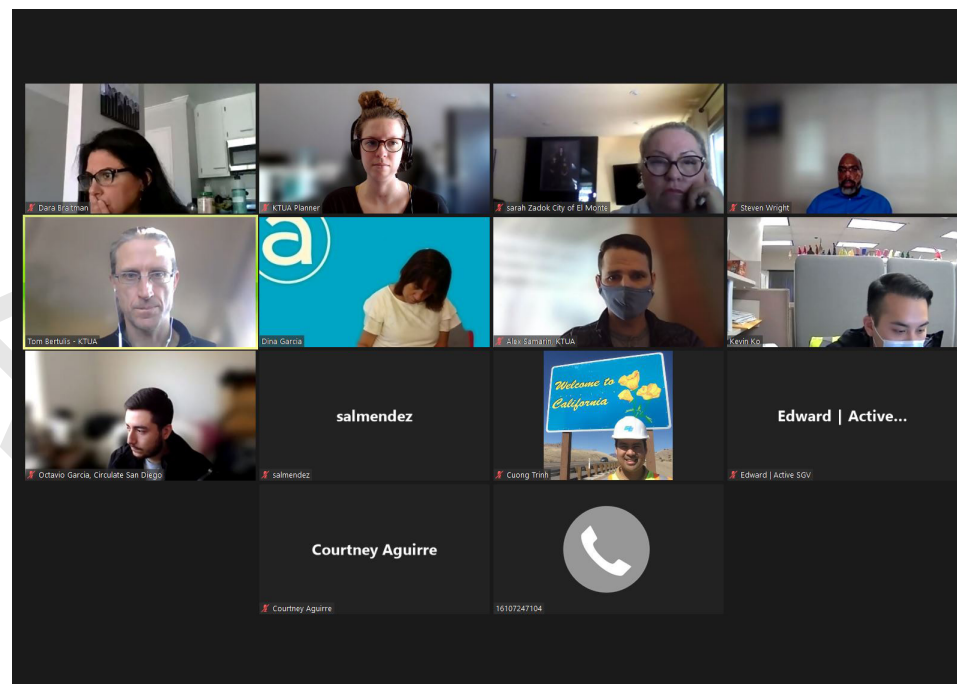 Dara Braitman
KTUA Planner
sarah Zadok City of El Monte
Steven Wright
a
Tom Bertulis - KTUA
Dina Garcia
Alex Samarin, KTUA
Kevin Ko
salmendez
Welcome to
California
Edward | Active...
Octavio Garcia, Circulate San Diego
salmendez
Cuong Trinh
Edward | Active SGV
Courtney Aguirre
Courtney Aguirre
16107247104